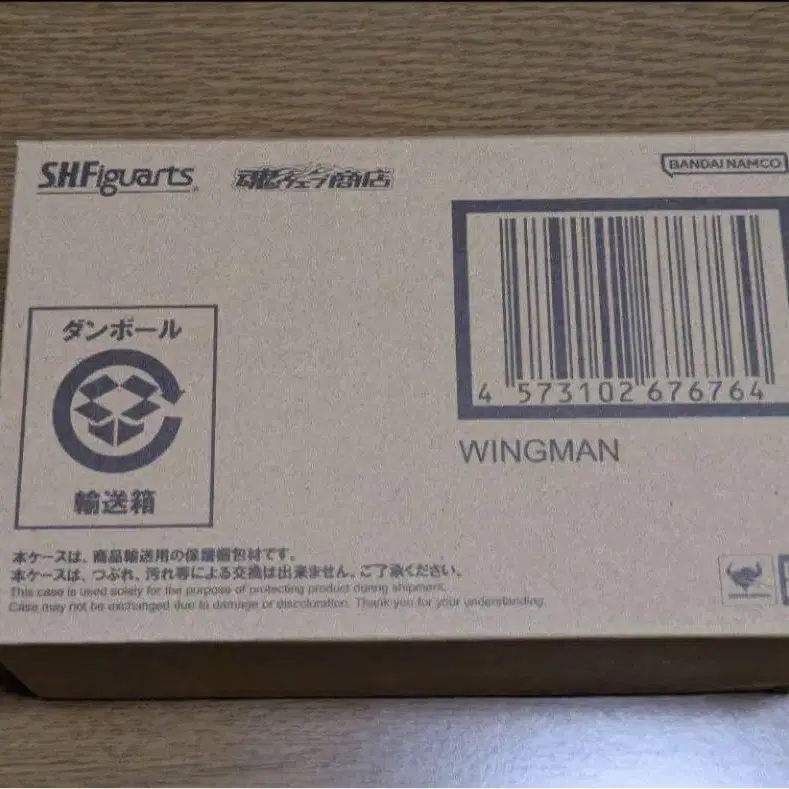 S.H.Figuarts
魂ウェブ商店
BANDAI NAMCO
4 573102 676764
WINGMAN
ダンボール
輸送箱
本ケースは、商品輸送用の保護梱包材です。
本ケースは、つぶれ、汚れ等による交換は出来ません。ご了承ください。
This case is used solely for the purpose of protecting product during shipment.
Case may not be exchanged due to damage or discoloration. Thank you for your understanding.